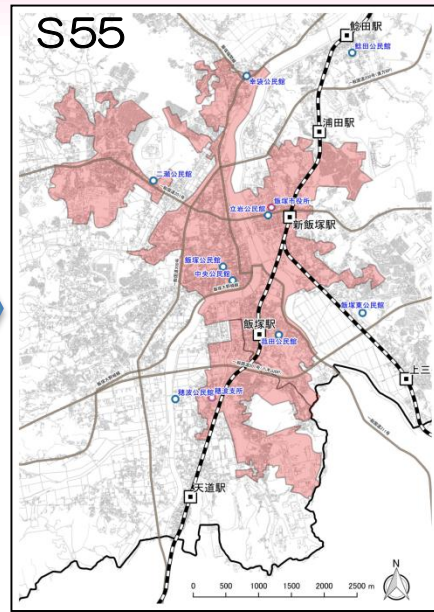 S55
鯰田駅
鯰田公民館
幸袋公民館
浦田駅
二瀬公民館
飯塚市役所
立岩公民館
新飯塚駅
飯塚公民館
中央公民館
飯塚東公民館
飯塚駅
菰田公民館
上三
穂波公民館
穂波支所
天道駅
N
0 500 1000 1500 2000 2500 m